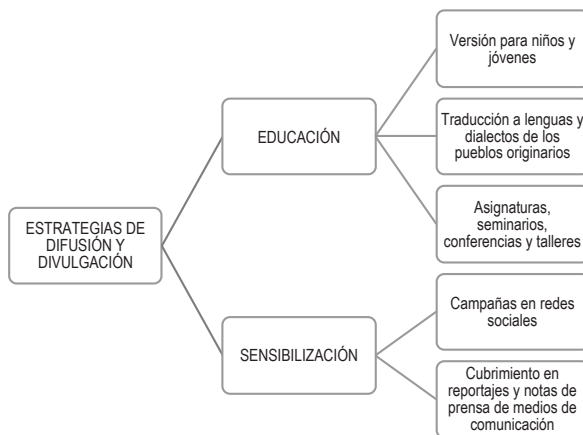 ESTRATEGIAS DE
DIFUSIÓN Y
DIVULGACIÓN
EDUCACIÓN
Versión para niños y
jóvenes
Traducción a lenguas y
dialectos de los
pueblos originarios
Asignaturas,
seminarios,
conferencias y talleres
SENSIBILIZACIÓN
Campañas en redes
sociales
Cubrimiento en
reportajes y notas de
prensa de medios de
comunicación